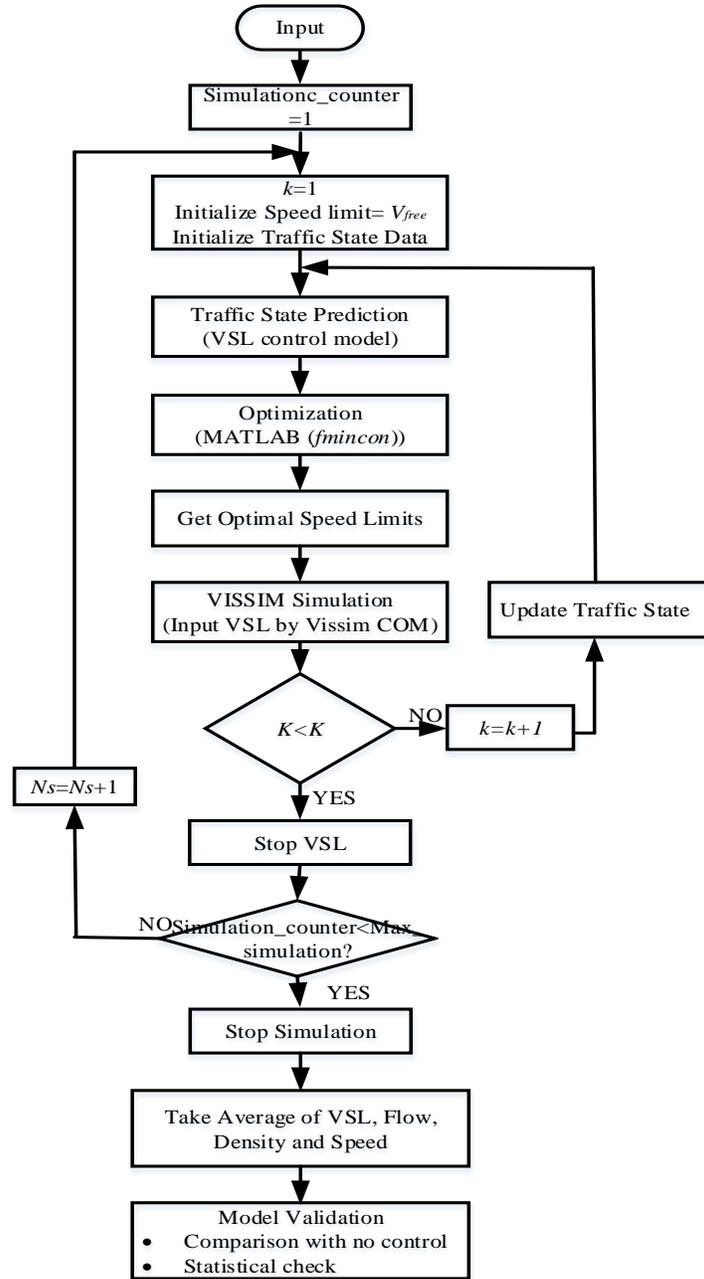 Input
Simulationc_counter
=1
k=1
Initialize Speed limit= Vfree
Initialize Traffic State Data
Traffic State Prediction
(VSL control model)
Optimization
(MATLAB (fmincon))
Get Optimal Speed Limits
VISSIM Simulation
(Input VSL by Vissim COM)
Update Traffic State
K<K
NO
k=k+1
YES
Ns=Ns+1
Stop VSL
NO
Simulation_counter<Max_
simulation?
YES
Stop Simulation
Take Average of VSL, Flow,
Density and Speed
Model Validation
• Comparison with no control
• Statistical check